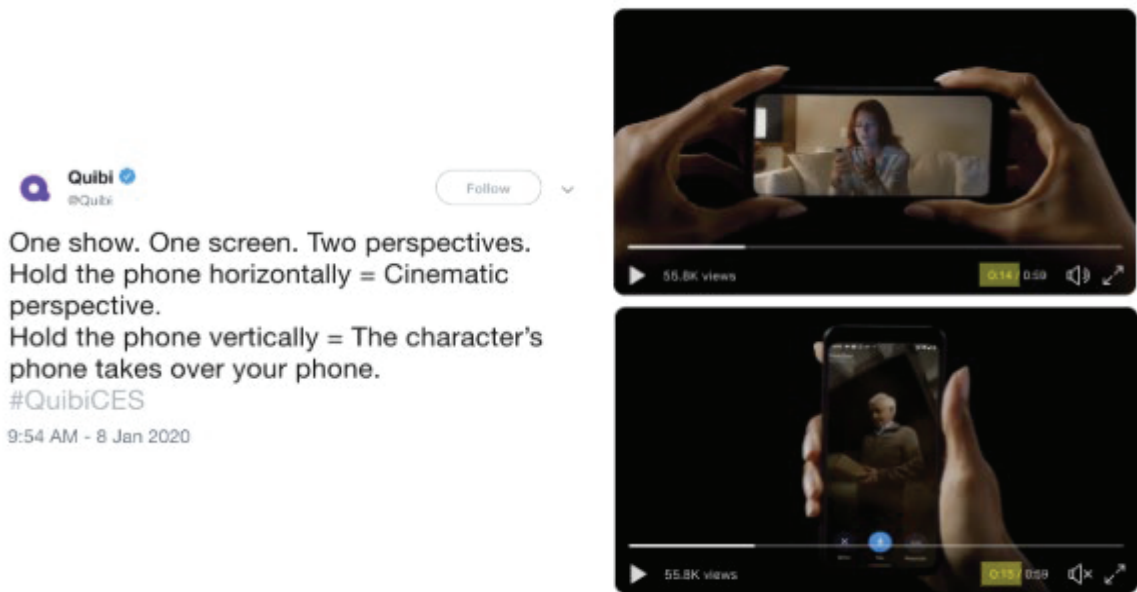 Quibi
@Quibi
Follow
One show. One screen. Two perspectives.
Hold the phone horizontally = Cinematic
perspective.
Hold the phone vertically = The character's
phone takes over your phone.
#QuibiCES
9:54 AM - 8 Jan 2020
55.8K views
0:14 / 0:59
55.8K views
0:15 / 0:59